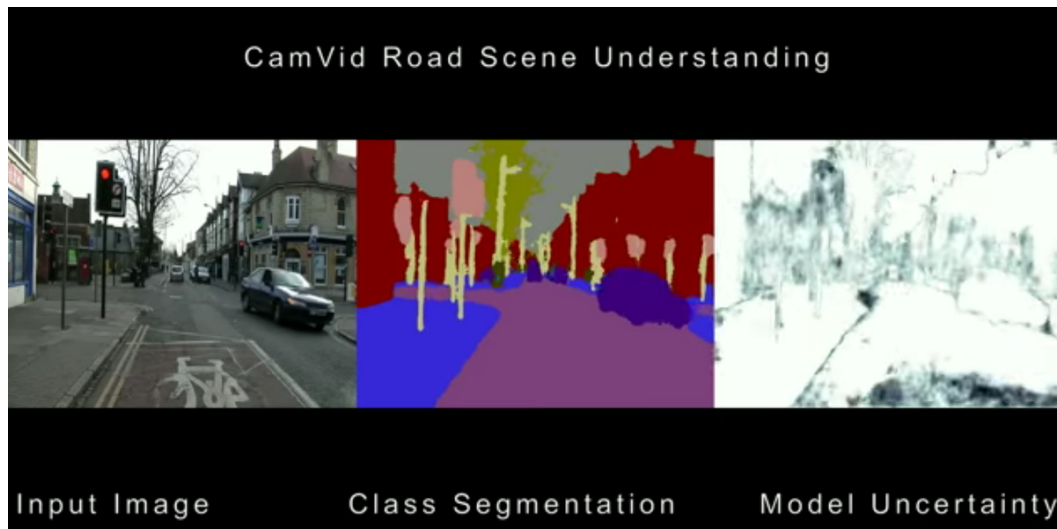 CamVid Road Scene Understanding
Input Image
Class Segmentation
Model Uncertainty